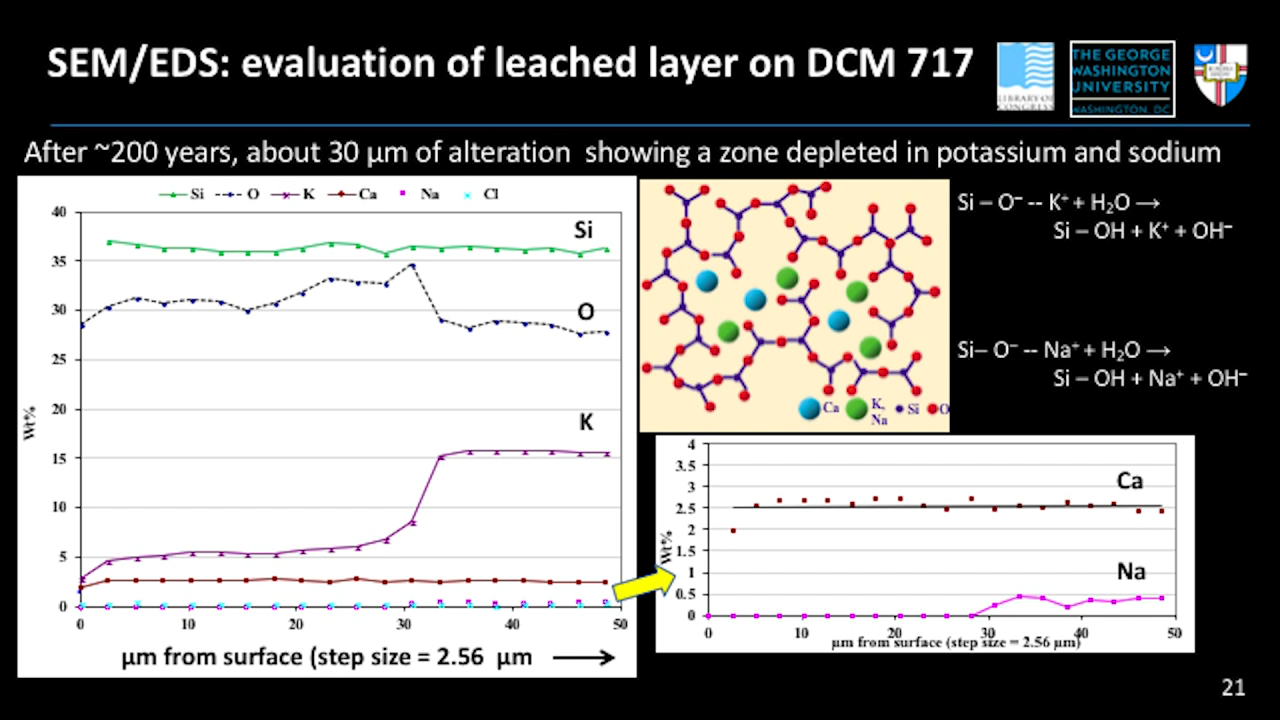 SEM/EDS: evaluation of leached layer on DCM 717
LIBRARY OF
CONGRESS
THE GEORGE
WASHINGTON
UNIVERSITY
WASHINGTON, DC
After ~200 years, about 30 µm of alteration showing a zone depleted in potassium and sodium
Si O K Ca Na Cl
40
35
30
25
20
15
10
5
0
Wt%
Si
O
K
0 10 20 30 40 50
µm from surface (step size = 2.56 µm
Ca K, Na Si O
Si – O⁻ -- K⁺ + H₂O →
Si – OH + K⁺ + OH⁻
Si– O⁻ -- Na⁺ + H₂O →
Si – OH + Na⁺ + OH⁻
4
3.5
3
2.5
2
1.5
1
0.5
0
Wt%
Ca
Na
0 10 20 30 40 50
µm from surface (step size = 2.56 µm)
21